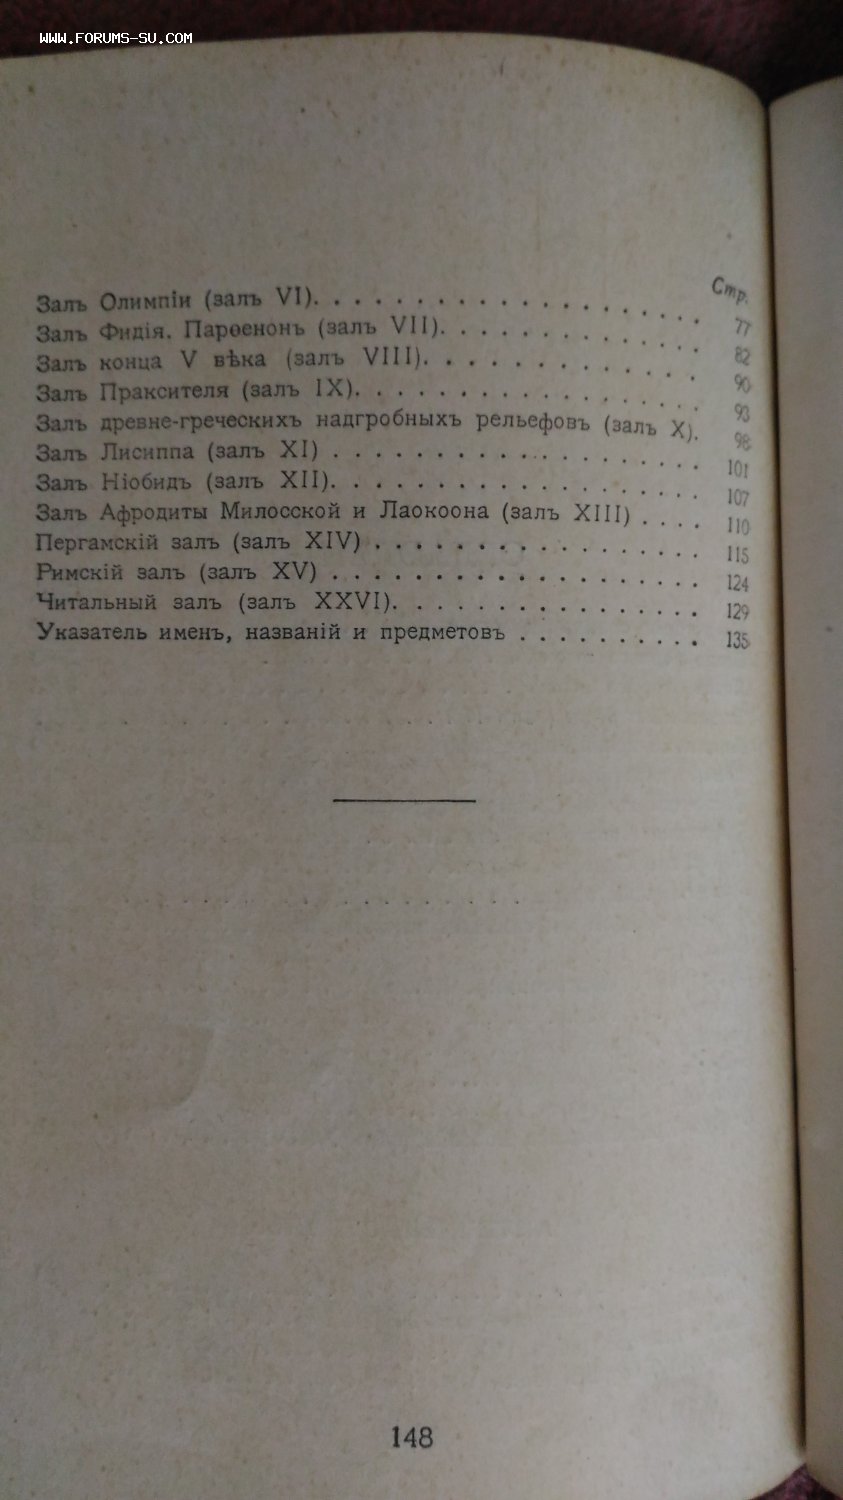 WWW.FORUMS-SU.COM
Стр.
Залъ Олимпіи (залъ VI). . . . . . . . . . . . . . . . . . . . 77
Залъ Фидія. Парѳенонъ (залъ VII). . . . . . . . . . . . . 82
Залъ конца V вѣка (залъ VIII). . . . . . . . . . . . . . . 90
Залъ Праксителя (залъ IX). . . . . . . . . . . . . . . . . . 93
Залъ древне-греческихъ надгробныхъ рельефовъ (залъ X). 98
Залъ Лисиппа (залъ XI) . . . . . . . . . . . . . . . . . . . 101
Залъ Ніобидъ (залъ XII). . . . . . . . . . . . . . . . . . . 107
Залъ Афродиты Милосской и Лаокоона (залъ XIII) . . . . 110
Пергамскій залъ (залъ XIV) . . . . . . . . . . . . . . . . 115
Римскій залъ (залъ XV) . . . . . . . . . . . . . . . . . . 124
Читальный залъ (залъ XXVI). . . . . . . . . . . . . . . . 129
Указатель именъ, названій и предметовъ . . . . . . . . . . 135
148